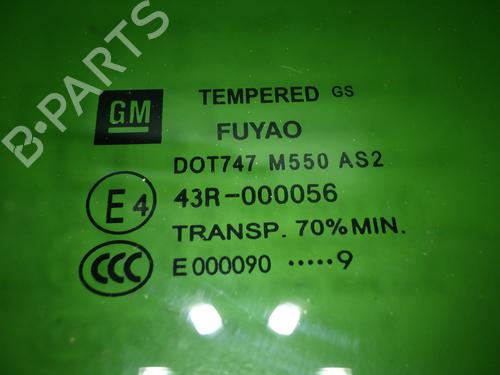 B-PARTS
GM TEMPERED GS
FUYAO
DOT747 M550 AS2
E4 43R-000056
TRANSP. 70% MIN.
CCC E000090 ·····9